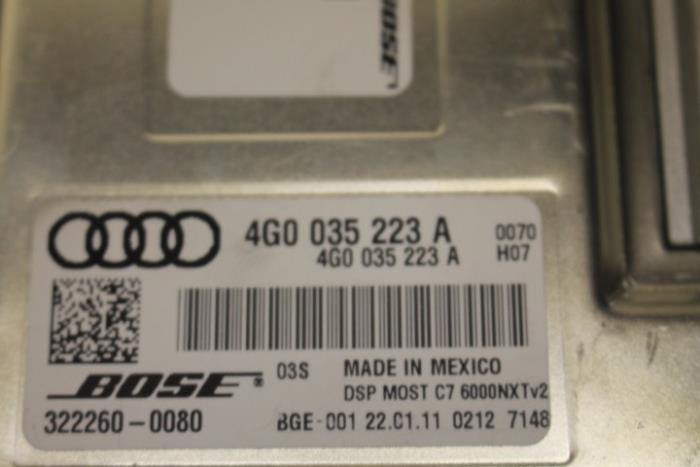 BOSE
4G0 035 223 A 0070
4G0 035 223 A H07
03S MADE IN MEXICO
BOSE® DSP MOST C7 6000NXTv2
322260-0080 BGE-001 22.01.11 0212 7148